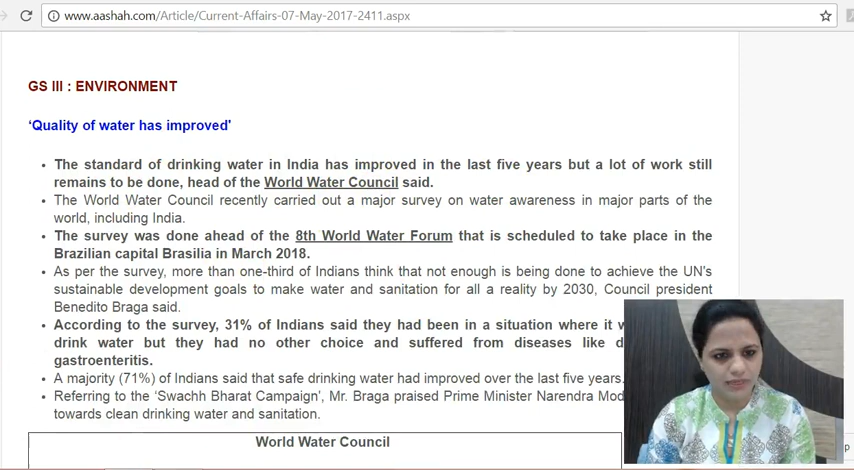 www.aashah.com/Article/Current-Affairs-07-May-2017-2411.aspx
GS III : ENVIRONMENT
‘Quality of water has improved’
• The standard of drinking water in India has improved in the last five years but a lot of work still
remains to be done, head of the World Water Council said.
• The World Water Council recently carried out a major survey on water awareness in major parts of the
world, including India.
• The survey was done ahead of the 8th World Water Forum that is scheduled to take place in the
Brazilian capital Brasilia in March 2018.
• As per the survey, more than one-third of Indians think that not enough is being done to achieve the UN’s
sustainable development goals to make water and sanitation for all a reality by 2030, Council president
Benedito Braga said.
• According to the survey, 31% of Indians said they had been in a situation where it
drink water but they had no other choice and suffered from diseases like
gastroenteritis.
• A majority (71%) of Indians said that safe drinking water had improved over the last five years.
• Referring to the ‘Swachh Bharat Campaign’, Mr. Braga praised Prime Minister Narendra
towards clean drinking water and sanitation.
World Water Council